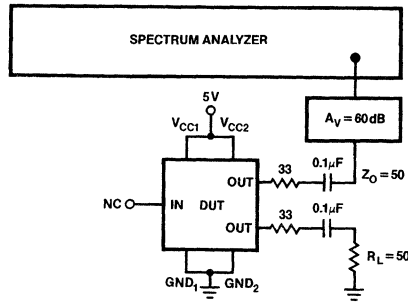 SPECTRUM ANALYZER
5V
VCC1
VCC2
AV = 60dB
0.1μF
33
ZO = 50
OUT
NC
IN
DUT
0.1μF
33
OUT
RL = 50
GND1
GND2